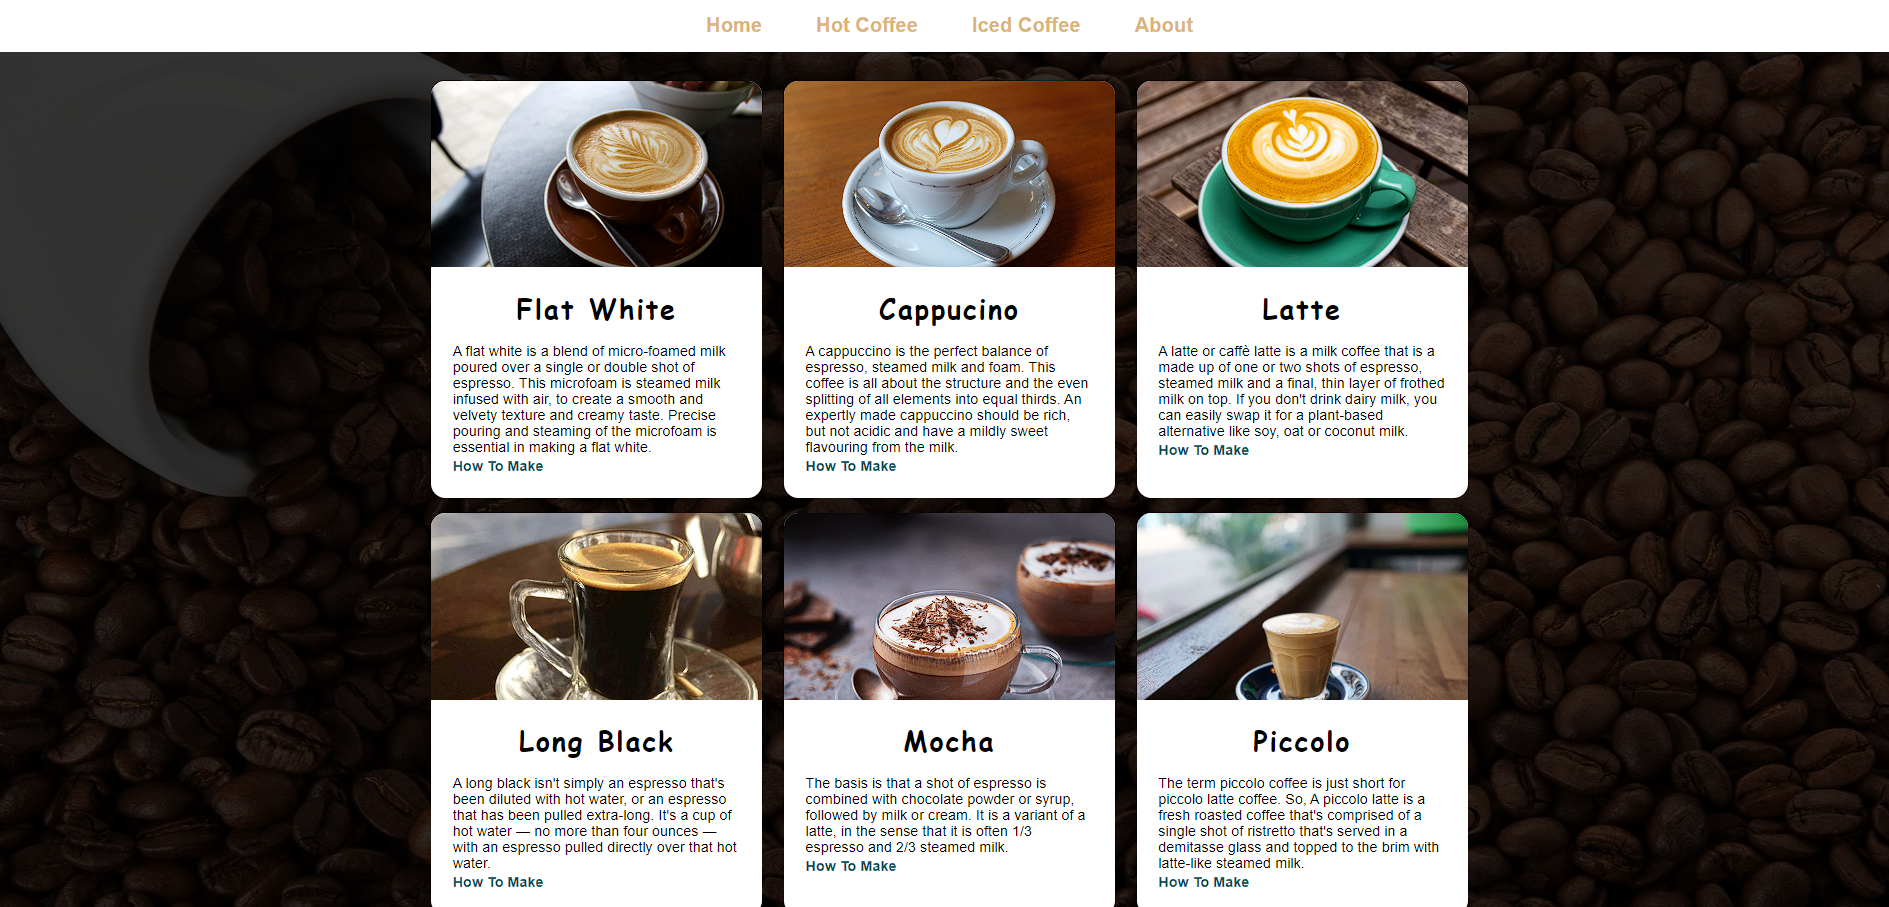 Home Hot Coffee Iced Coffee About
Flat White
A flat white is a blend of micro-foamed milk
poured over a single or double shot of
espresso. This microfoam is steamed milk
infused with air, to create a smooth and
velvety texture and creamy taste. Precise
pouring and steaming of the microfoam is
essential in making a flat white.
How To Make
Cappucino
A cappuccino is the perfect balance of
espresso, steamed milk and foam. This
coffee is all about the structure and the even
splitting of all elements into equal thirds. An
expertly made cappuccino should be rich,
but not acidic and have a mildly sweet
flavouring from the milk.
How To Make
Latte
A latte or caffè latte is a milk coffee that is a
made up of one or two shots of espresso,
steamed milk and a final, thin layer of frothed
milk on top. If you don't drink dairy milk, you
can easily swap it for a plant-based
alternative like soy, oat or coconut milk.
How To Make
Long Black
A long black isn't simply an espresso that's
been diluted with hot water, or an espresso
that has been pulled extra-long. It's a cup of
hot water — no more than four ounces —
with an espresso pulled directly over that hot
water.
How To Make
Mocha
The basis is that a shot of espresso is
combined with chocolate powder or syrup,
followed by milk or cream. It is a variant of a
latte, in the sense that it is often 1/3
espresso and 2/3 steamed milk.
How To Make
Piccolo
The term piccolo coffee is just short for
piccolo latte coffee. So, A piccolo latte is a
fresh roasted coffee that's comprised of a
single shot of ristretto that's served in a
demitasse glass and topped to the brim with
latte-like steamed milk.
How To Make